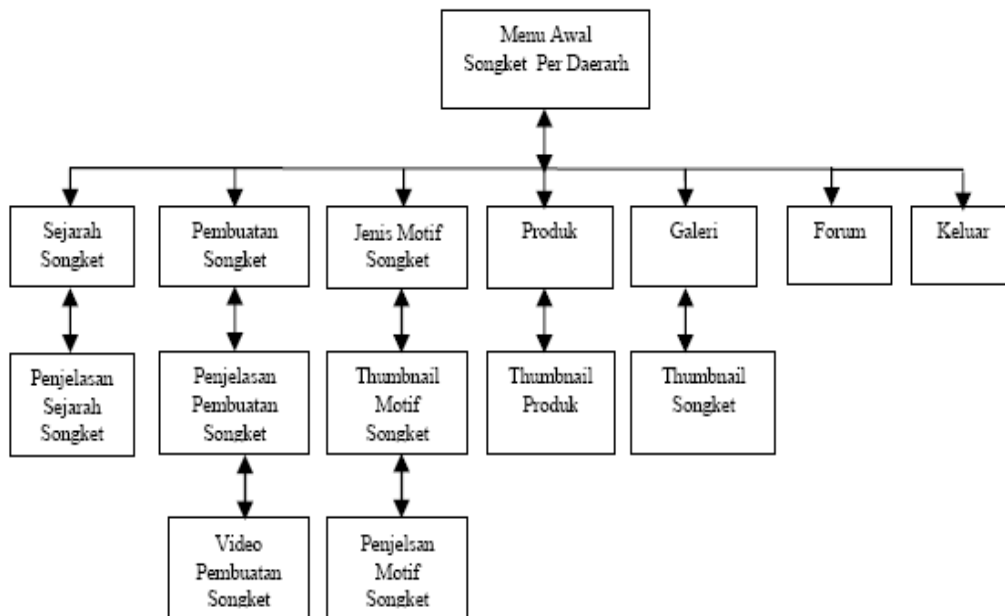 Menu Awal
Songket Per Daerarh
Sejarah
Songket
Pembuatan
Songket
Jenis Motif
Songket
Produk
Galeri
Forum
Keluar
Penjelasan
Sejarah
Songket
Penjelasan
Pembuatan
Songket
Thumbnail
Motif
Songket
Thumbnail
Produk
Thumbnail
Songket
Video
Pembuatan
Songket
Penjelsan
Motif
Songket